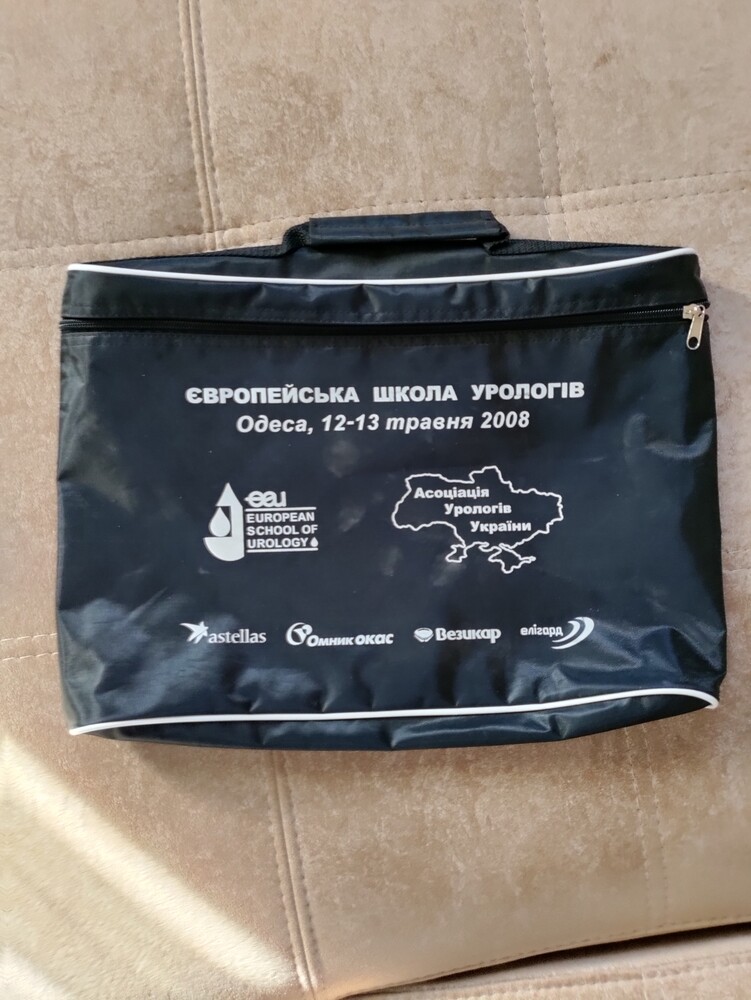 ЄВРОПЕЙСЬКА ШКОЛА УРОЛОГІВ
Одеса, 12-13 травня 2008
eau
EUROPEAN
SCHOOL OF
UROLOGY
Асоціація
Урологів
України
astellas
Омник окас
Везикар
елігард